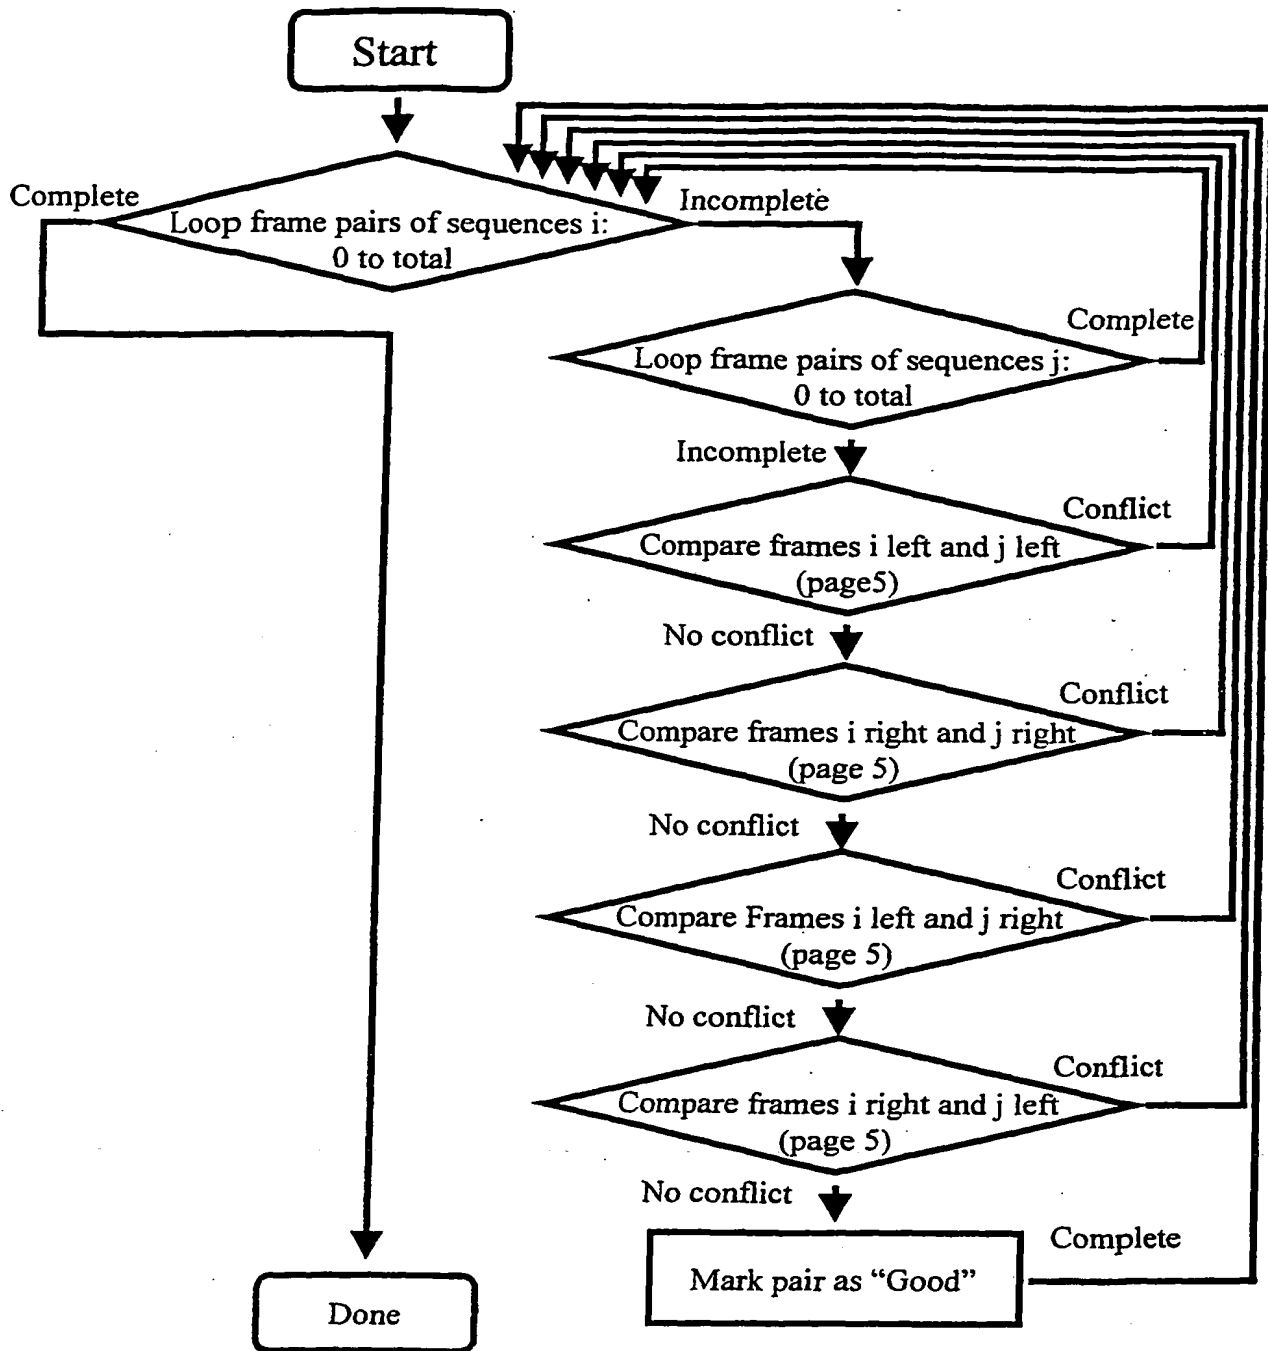 Start
Complete
Incomplete
Loop frame pairs of sequences i:
0 to total
Complete
Loop frame pairs of sequences j:
0 to total
Incomplete
Conflict
Compare frames i left and j left
(page5)
No conflict
Conflict
Compare frames i right and j right
(page 5)
No conflict
Conflict
Compare Frames i left and j right
(page 5)
No conflict
Conflict
Compare frames i right and j left
(page 5)
No conflict
Complete
Mark pair as “Good”
Done